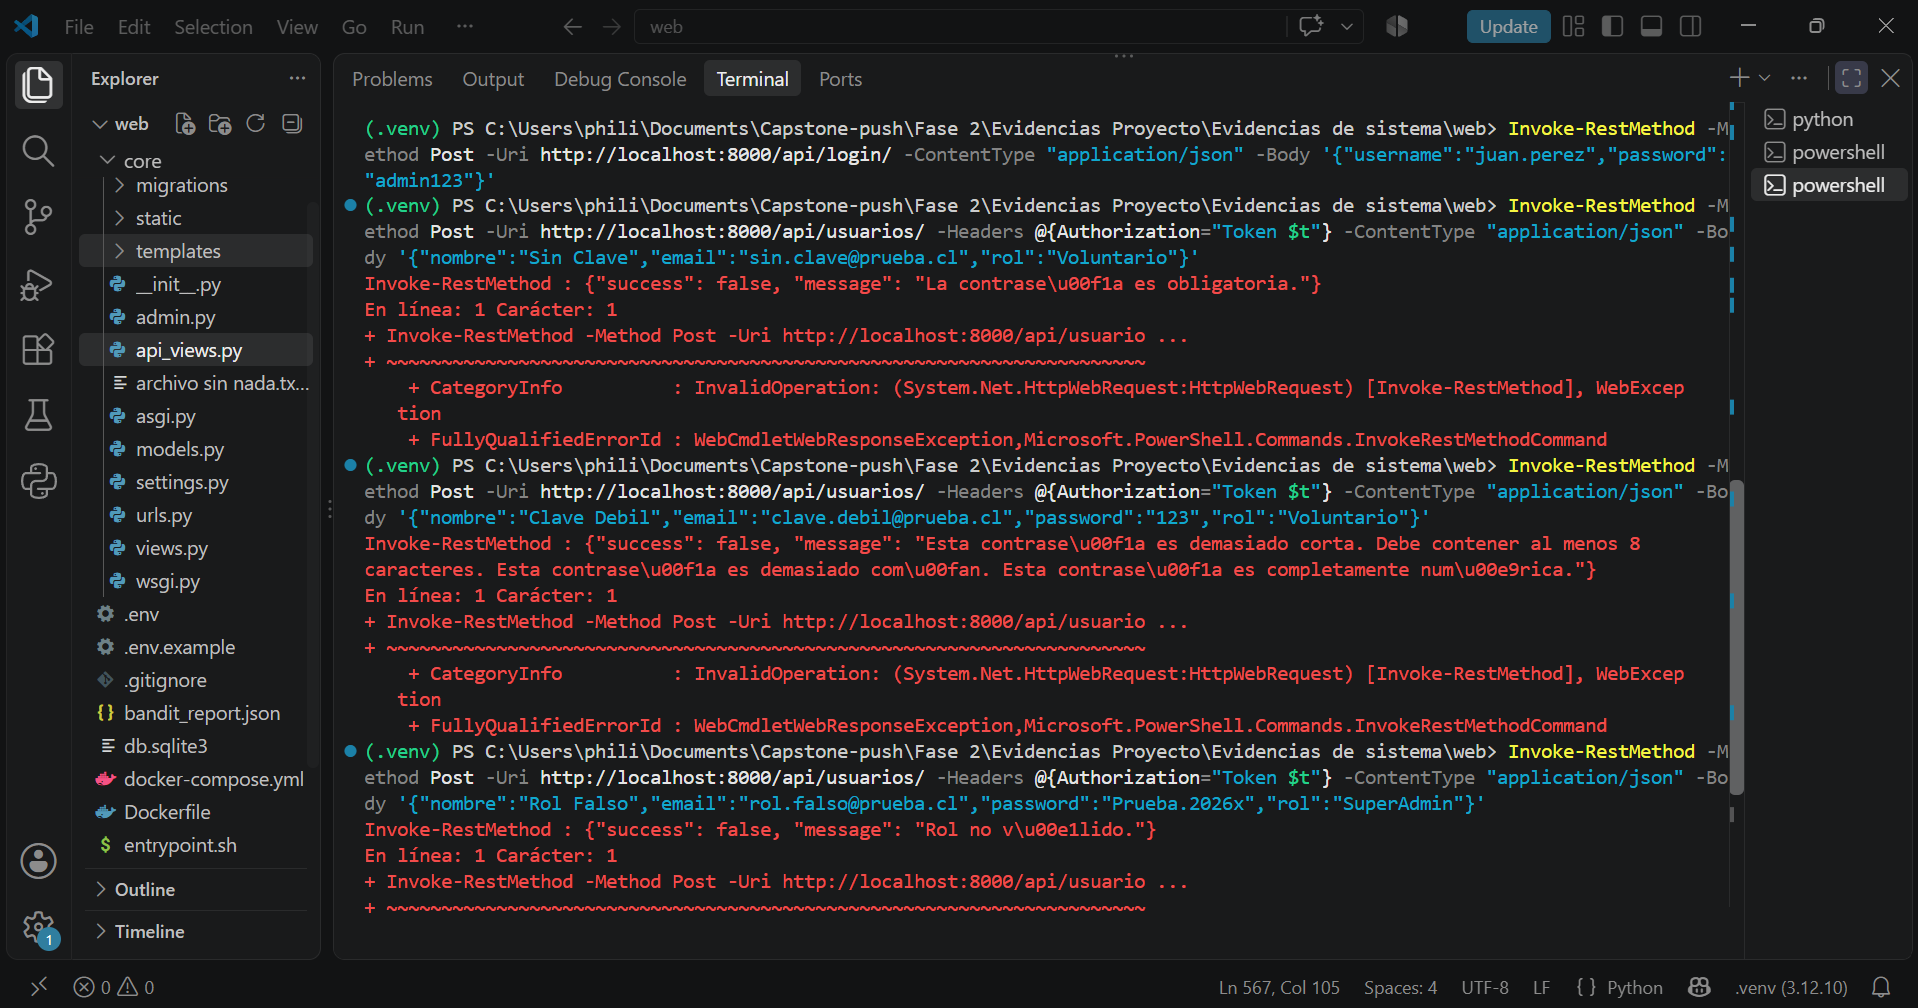 File Edit Selection View Go Run ···
web
Update
Explorer
web
core
migrations
static
templates
__init__.py
admin.py
api_views.py
archivo sin nada.tx...
asgi.py
models.py
settings.py
urls.py
views.py
wsgi.py
.env
.env.example
.gitignore
bandit_report.json
db.sqlite3
docker-compose.yml
Dockerfile
entrypoint.sh
Outline
Timeline
1
Problems Output Debug Console Terminal Ports
(.venv) PS C:\Users\phili\Documents\Capstone-push\Fase 2\Evidencias Proyecto\Evidencias de sistema\web> Invoke-RestMethod -M
ethod Post -Uri http://localhost:8000/api/login/ -ContentType "application/json" -Body '{"username":"juan.perez","password":
"admin123"}'
(.venv) PS C:\Users\phili\Documents\Capstone-push\Fase 2\Evidencias Proyecto\Evidencias de sistema\web> Invoke-RestMethod -M
ethod Post -Uri http://localhost:8000/api/usuarios/ -Headers @{Authorization="Token $t"} -ContentType "application/json" -Bo
dy '{"nombre":"Sin Clave","email":"sin.clave@prueba.cl","rol":"Voluntario"}'
Invoke-RestMethod : {"success": false, "message": "La contrase\u00f1a es obligatoria."}
En línea: 1 Carácter: 1
+ Invoke-RestMethod -Method Post -Uri http://localhost:8000/api/usuario ...
+ ~~~~~~~~~~~~~~~~~~~~~~~~~~~~~~~~~~~~~~~~~~~~~~~~~~~~~~~~~~~~~~~~~~~~~
+ CategoryInfo : InvalidOperation: (System.Net.HttpWebRequest:HttpWebRequest) [Invoke-RestMethod], WebExcep
tion
+ FullyQualifiedErrorId : WebCmdletWebResponseException,Microsoft.PowerShell.Commands.InvokeRestMethodCommand
(.venv) PS C:\Users\phili\Documents\Capstone-push\Fase 2\Evidencias Proyecto\Evidencias de sistema\web> Invoke-RestMethod -M
ethod Post -Uri http://localhost:8000/api/usuarios/ -Headers @{Authorization="Token $t"} -ContentType "application/json" -Bo
dy '{"nombre":"Clave Debil","email":"clave.debil@prueba.cl","password":"123","rol":"Voluntario"}'
Invoke-RestMethod : {"success": false, "message": "Esta contrase\u00f1a es demasiado corta. Debe contener al menos 8
caracteres. Esta contrase\u00f1a es demasiado com\u00fan. Esta contrase\u00f1a es completamente num\u00e9rica."}
En línea: 1 Carácter: 1
+ Invoke-RestMethod -Method Post -Uri http://localhost:8000/api/usuario ...
+ ~~~~~~~~~~~~~~~~~~~~~~~~~~~~~~~~~~~~~~~~~~~~~~~~~~~~~~~~~~~~~~~~~~~~~
+ CategoryInfo : InvalidOperation: (System.Net.HttpWebRequest:HttpWebRequest) [Invoke-RestMethod], WebExcep
tion
+ FullyQualifiedErrorId : WebCmdletWebResponseException,Microsoft.PowerShell.Commands.InvokeRestMethodCommand
(.venv) PS C:\Users\phili\Documents\Capstone-push\Fase 2\Evidencias Proyecto\Evidencias de sistema\web> Invoke-RestMethod -M
ethod Post -Uri http://localhost:8000/api/usuarios/ -Headers @{Authorization="Token $t"} -ContentType "application/json" -Bo
dy '{"nombre":"Rol Falso","email":"rol.falso@prueba.cl","password":"Prueba.2026x","rol":"SuperAdmin"}'
Invoke-RestMethod : {"success": false, "message": "Rol no v\u00e1lido."}
En línea: 1 Carácter: 1
+ Invoke-RestMethod -Method Post -Uri http://localhost:8000/api/usuario ...
+ ~~~~~~~~~~~~~~~~~~~~~~~~~~~~~~~~~~~~~~~~~~~~~~~~~~~~~~~~~~~~~~~~~~~~~
python
powershell
powershell
0 0 Ln 567, Col 105 Spaces: 4 UTF-8 LF { } Python .venv (3.12.10)